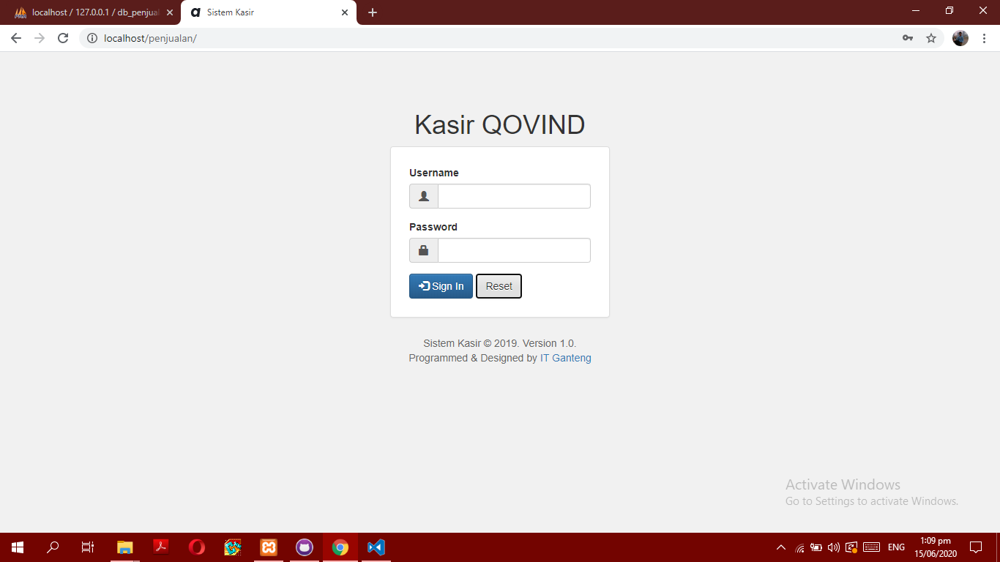 localhost / 127.0.0.1 / db_penjual
Sistem Kasir
localhost/penjualan/
Kasir QOVIND
Username
Password
Sign In
Reset
Sistem Kasir © 2019. Version 1.0.
Programmed & Designed by IT Ganteng
Activate Windows
Go to Settings to activate Windows.
ENG
1:09 pm
15/06/2020